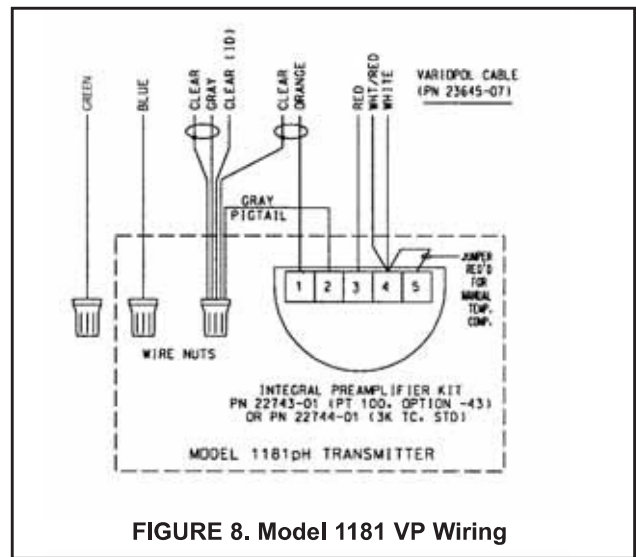 GREEN
BLUE
CLEAR
GRAY
CLEAR (ID)
CLEAR
ORANGE
RED
WHT/RED
WHITE
VARIOPOL CABLE
(PN 23645-07)
GRAY
PIGTAIL
1 2 3 4 5
JUMPER
REQ'D
FOR
MANUAL
TEMP.
COMP.
WIRE NUTS
INTEGRAL PREAMPLIFIER KIT
PN 22743-01 (PT 100. OPTION -43)
OR PN 22744-01 (3K TC. STD)
MODEL 1181pH TRANSMITTER
FIGURE 8. Model 1181 VP Wiring